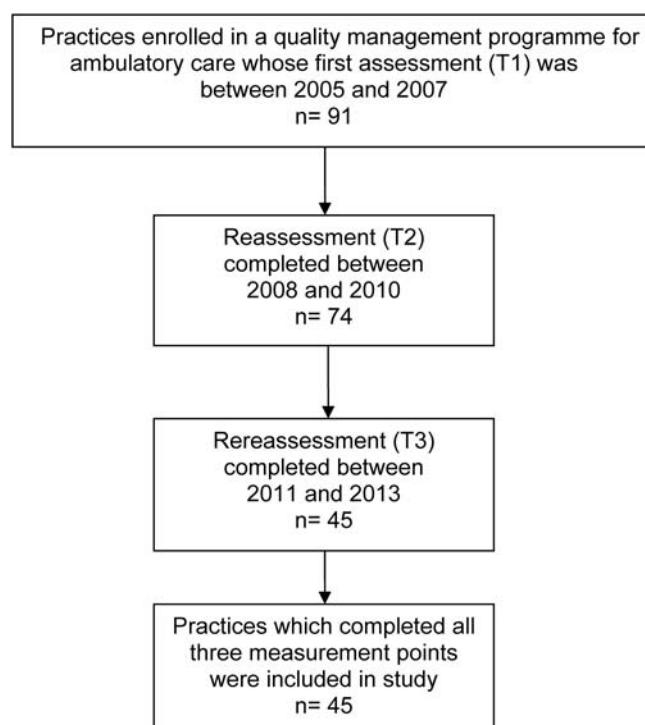 Practices enrolled in a quality management programme for
ambulatory care whose first assessment (T1) was
between 2005 and 2007
n= 91
Reassessment (T2)
completed between
2008 and 2010
n= 74
Rereassessment (T3)
completed between
2011 and 2013
n= 45
Practices which completed all
three measurement points
were included in study
n= 45